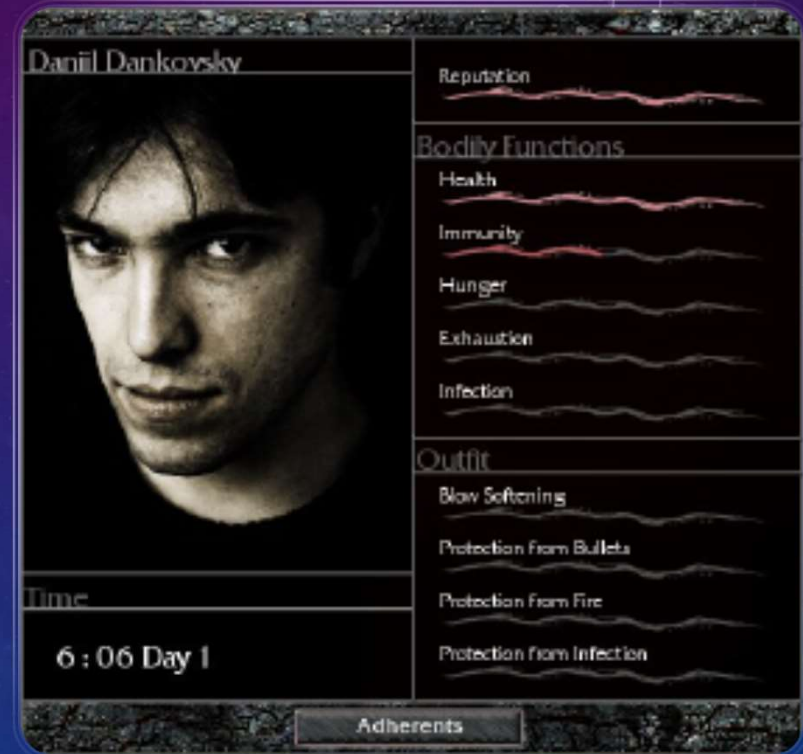 Daniil Dankovsky
Reputation
Bodily Functions
Health
Immunity
Hunger
Exhaustion
Infection
Outfit
Blow Softening
Protection from Bullets
Protection from Fire
Protection from Infection
Time
6 : 06 Day 1
Adherents